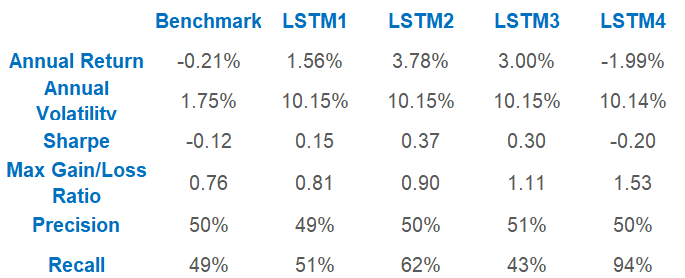 Benchmark LSTM1 LSTM2 LSTM3 LSTM4
Annual Return -0.21% 1.56% 3.78% 3.00% -1.99%
Annual
Volatility 1.75% 10.15% 10.15% 10.15% 10.14%
Sharpe -0.12 0.15 0.37 0.30 -0.20
Max Gain/Loss
Ratio 0.76 0.81 0.90 1.11 1.53
Precision 50% 49% 50% 51% 50%
Recall 49% 51% 62% 43% 94%